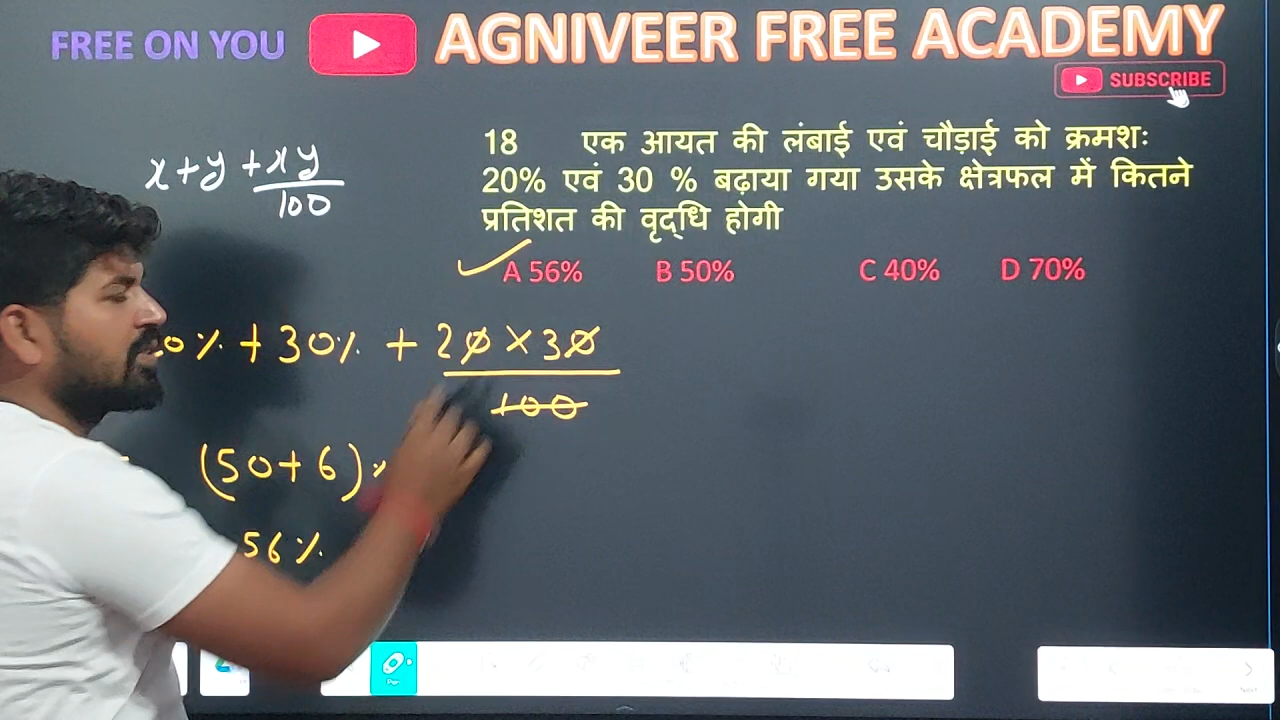 FREE ON YOU
AGNIVEER FREE ACADEMY
SUBSCRIBE
x+y+xy/100
18 एक आयत की लंबाई एवं चौड़ाई को क्रमशः
20% एवं 30 % बढ़ाया गया उसके क्षेत्रफल में कितने
प्रतिशत की वृद्धि होगी
A 56% B 50% C 40% D 70%
0% + 30% + 20 × 30
100
(50+6)%
56%